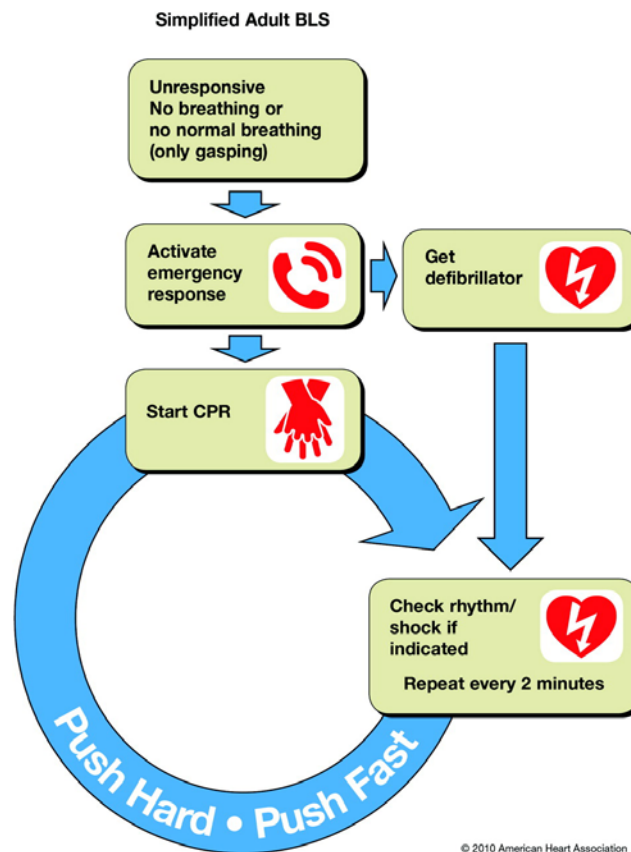 Simplified Adult BLS
Unresponsive
No breathing or
no normal breathing
(only gasping)
Activate
emergency
response
Get
defibrillator
Start CPR
Check rhythm/
shock if
indicated
Repeat every 2 minutes
Push Hard • Push Fast
© 2010 American Heart Association